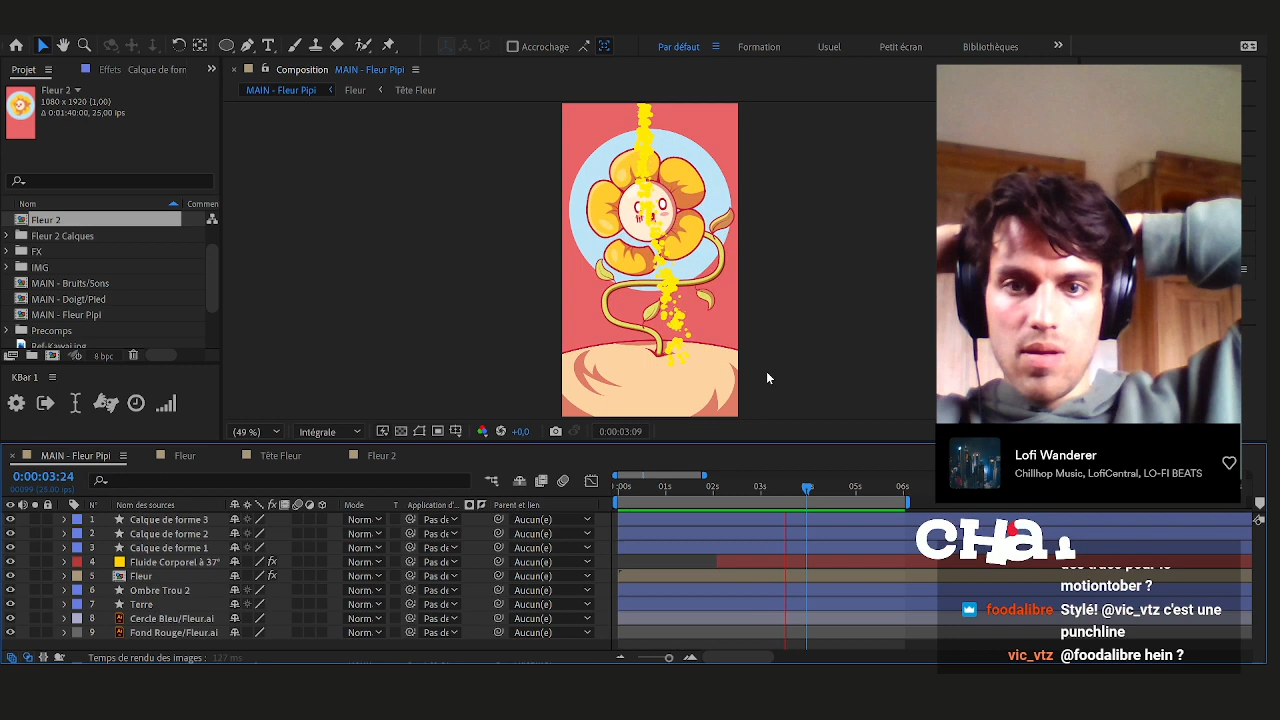 Accrochage
Par défaut
Formation
Usuel
Petit écran
Bibliothèques
Projet
Effets Calque de form
Composition MAIN - Fleur Pipi
MAIN - Fleur Pipi
Fleur
Tête Fleur
Fleur 2
1080 x 1920 (1,00)
Δ 0:01:40:00, 25,00 ips
Nom
Commen
Fleur 2
Fleur 2 Calques
FX
IMG
MAIN - Bruits/Sons
MAIN - Doigt/Pied
MAIN - Fleur Pipi
Precomps
Ref-Kawai.jpg
8 bpc
KBar 1
(49 %)
Intégrale
+0,0
0:00:03:09
Lofi Wanderer
Chillhop Music, LofiCentral, LO-FI BEATS
MAIN - Fleur Pipi
Fleur
Tête Fleur
Fleur 2
0:00:03:24
00099 (25.00 ips)
:00s 01s 02s 03s 05s 06s
N° Nom des sources Mode T Application d'... Parent et lien
1 Calque de forme 3 Norm Pas de Aucun(e)
2 Calque de forme 2 Norm Pas de Aucun(e)
3 Calque de forme 1 Norm Pas de Aucun(e)
4 Fluide Corporel à 37° fx Norm Pas de Aucun(e)
5 Fleur fx Norm Pas de Aucun(e)
6 Ombre Trou 2 Norm Pas de Aucun(e)
7 Terre Norm Pas de Aucun(e)
8 Cercle Bleu/Fleur.ai Norm Pas de Aucun(e)
9 Fond Rouge/Fleur.ai Norm Pas de Aucun(e)
Temps de rendu des images : 127 ms
CHA
motiontober ?
foodalibre Stylé! @vic_vtz c'est une
punchline
vic_vtz @foodalibre hein ?